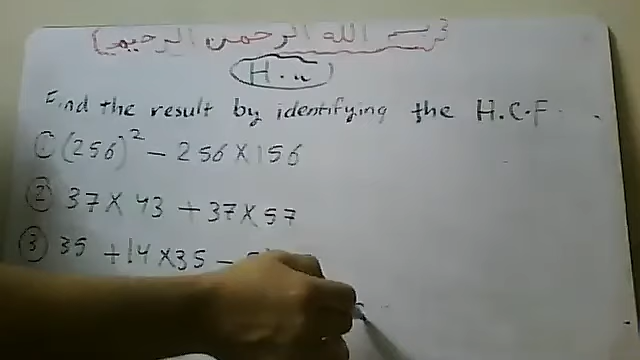 بسم الله الرحمن الرحيم
H.w
Find the result by identifying the H.C.F.
① (256)² - 256 × 156
② 37 × 43 + 37 × 57
③ 35 + 14 × 35 -